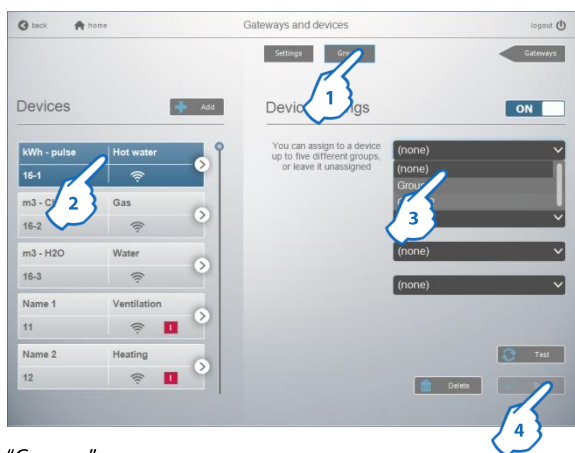 back home Gateways and devices logout
Settings Gateways
Devices Add
ON
You can assign to a device
up to five different groups,
or leave it unassigned
kWh - pulse Hot water
16-1
m3 - Gas
16-2
m3 - H2O Water
16-3
Name 1 Ventilation
11 I
Name 2 Heating
12 I
(none)
(none)
(none)
(none)
Test
Delete
1
2
3
4